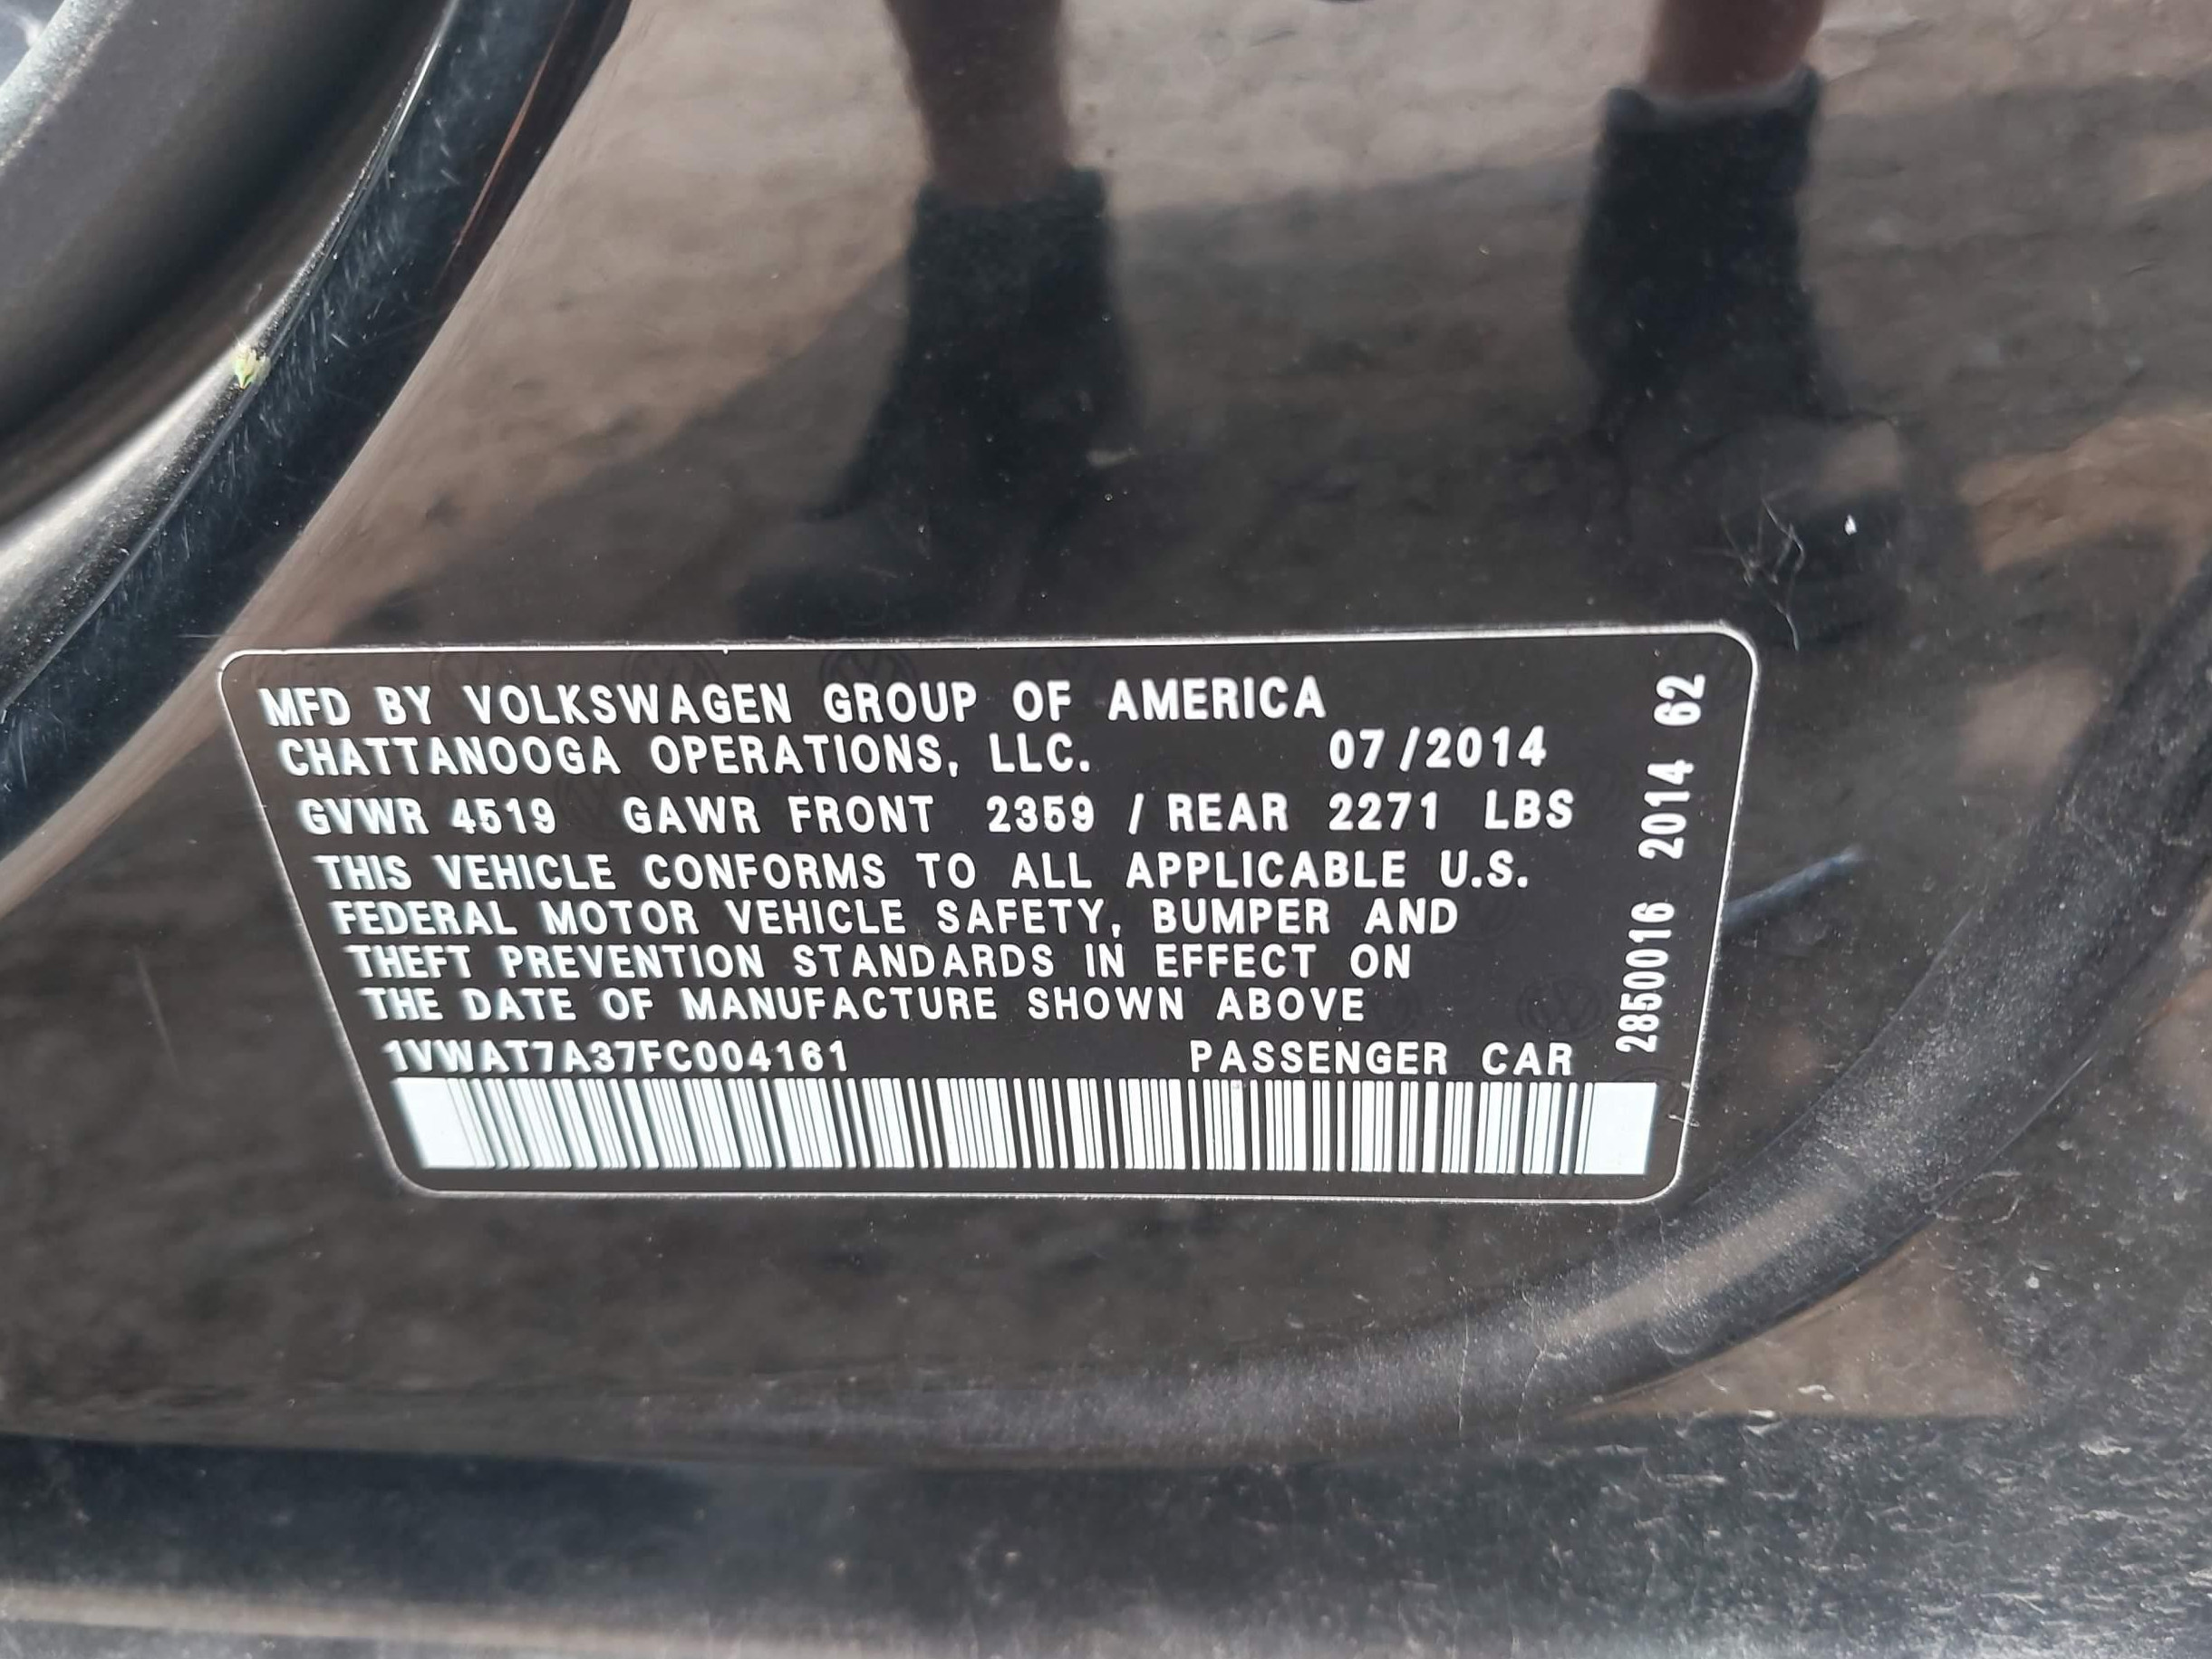 MFD BY VOLKSWAGEN GROUP OF AMERICA
CHATTANOOGA OPERATIONS, LLC. 07/2014
GVWR 4519 GAWR FRONT 2359 / REAR 2271 LBS
THIS VEHICLE CONFORMS TO ALL APPLICABLE U.S.
FEDERAL MOTOR VEHICLE SAFETY, BUMPER AND
THEFT PREVENTION STANDARDS IN EFFECT ON
THE DATE OF MANUFACTURE SHOWN ABOVE
1VWAT7A37FC004161 PASSENGER CAR
2850016 2014 62